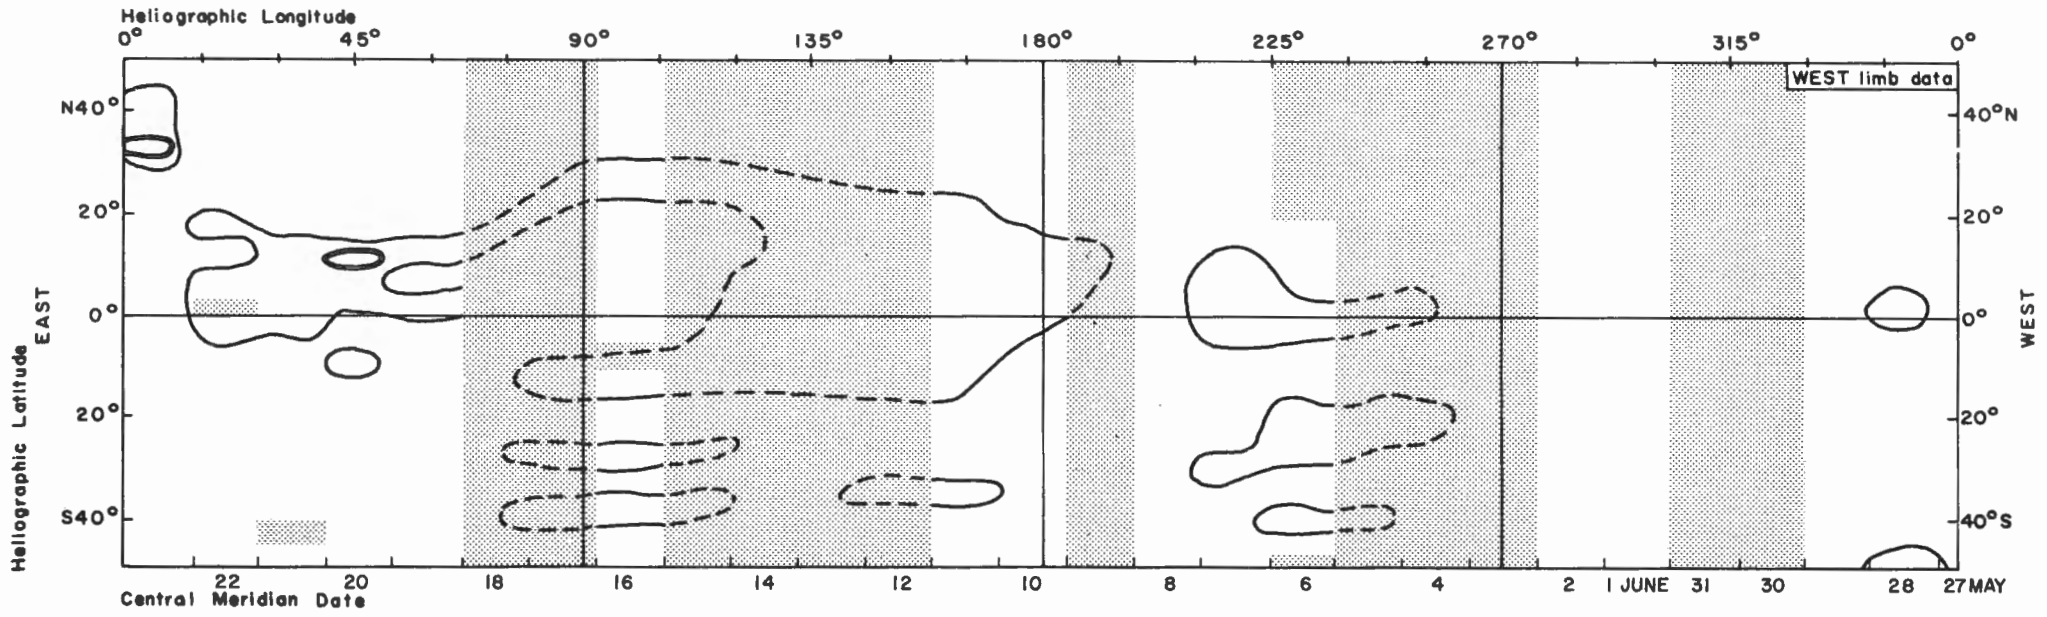 Heliographic Longitude
0° 45° 90° 135° 180° 225° 270° 315° 0°
WEST limb data
N40° 40°N
20° 20°
0° 0°
EAST WEST
20° 20°
S40° 40°S
Heliographic Latitude
22 20 18 16 14 12 10 8 6 4 2 1 JUNE 31 30 28 27 MAY
Central Meridian Date